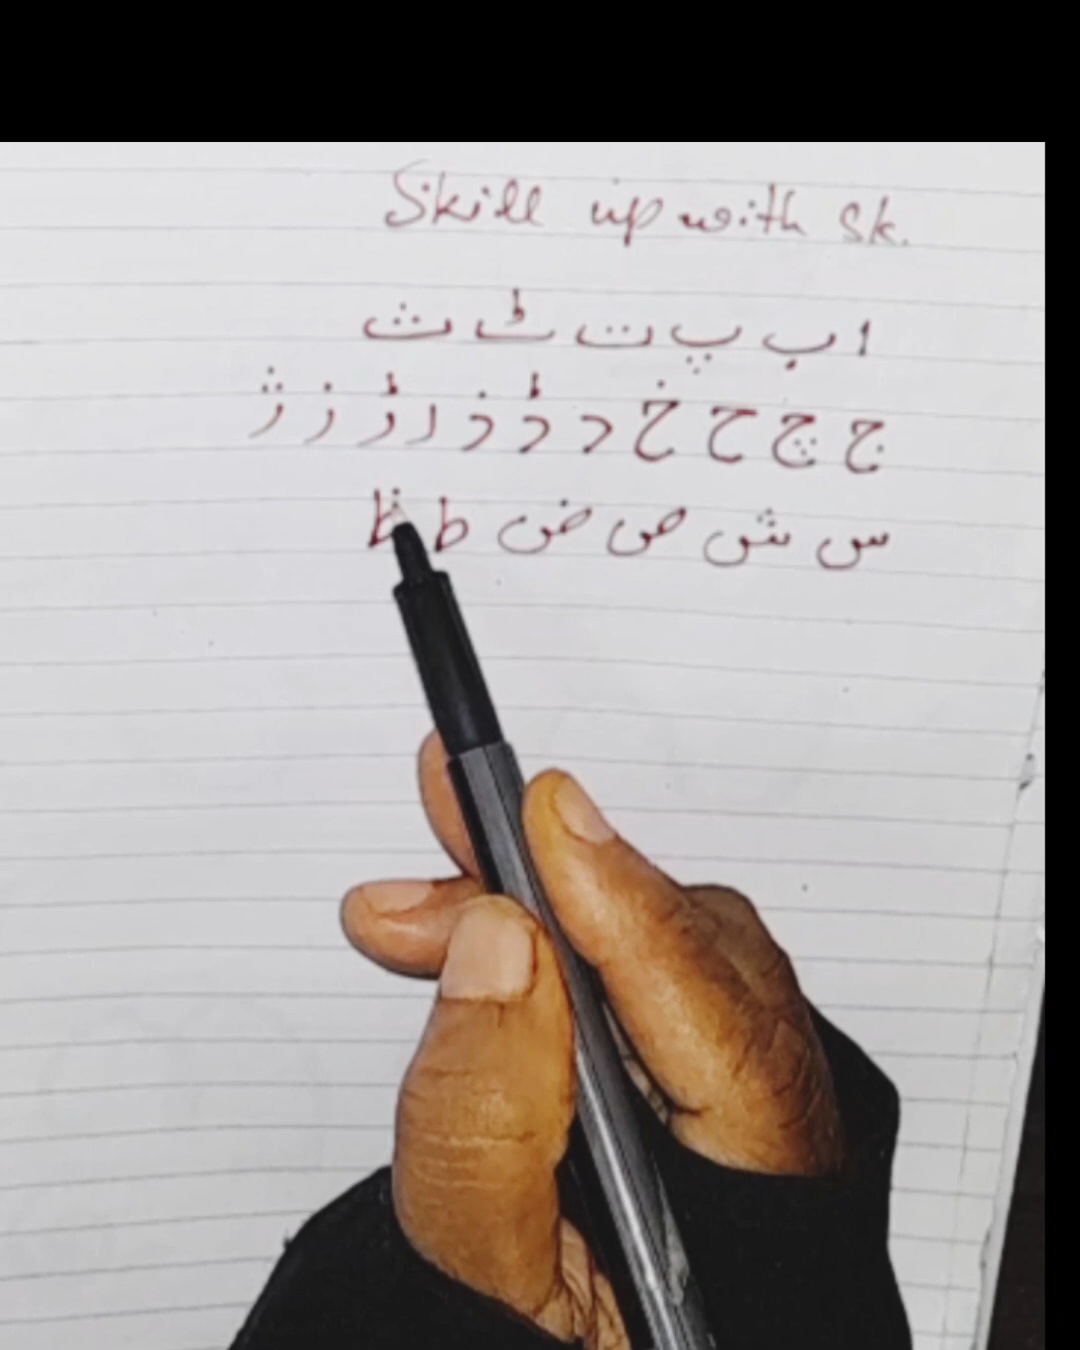 Skill up with Sk.
ا ب پ ت ٹ ث
ج چ ح خ د ڈ ذ ر ڑ ز ژ
س ش ص ض ط ظ